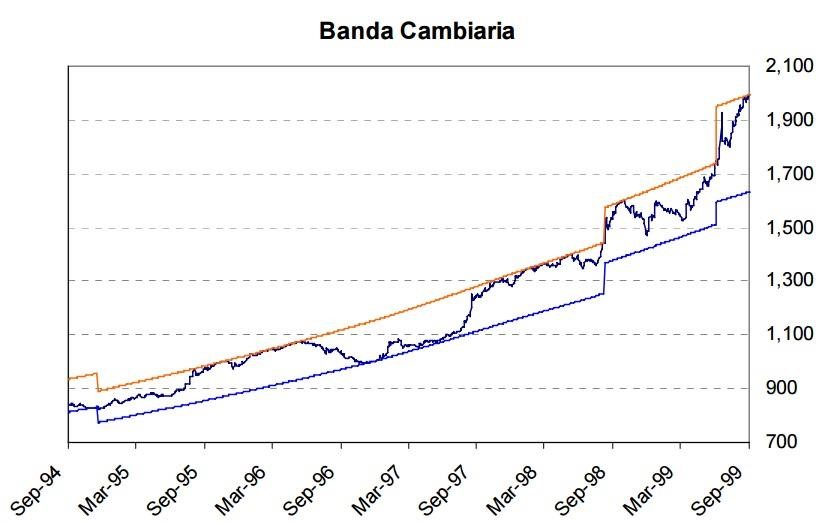 Banda Cambiaria
2,100
1,900
1,700
1,500
1,300
1,100
900
700
Sep-94
Mar-95
Sep-95
Mar-96
Sep-96
Mar-97
Sep-97
Mar-98
Sep-98
Mar-99
Sep-99